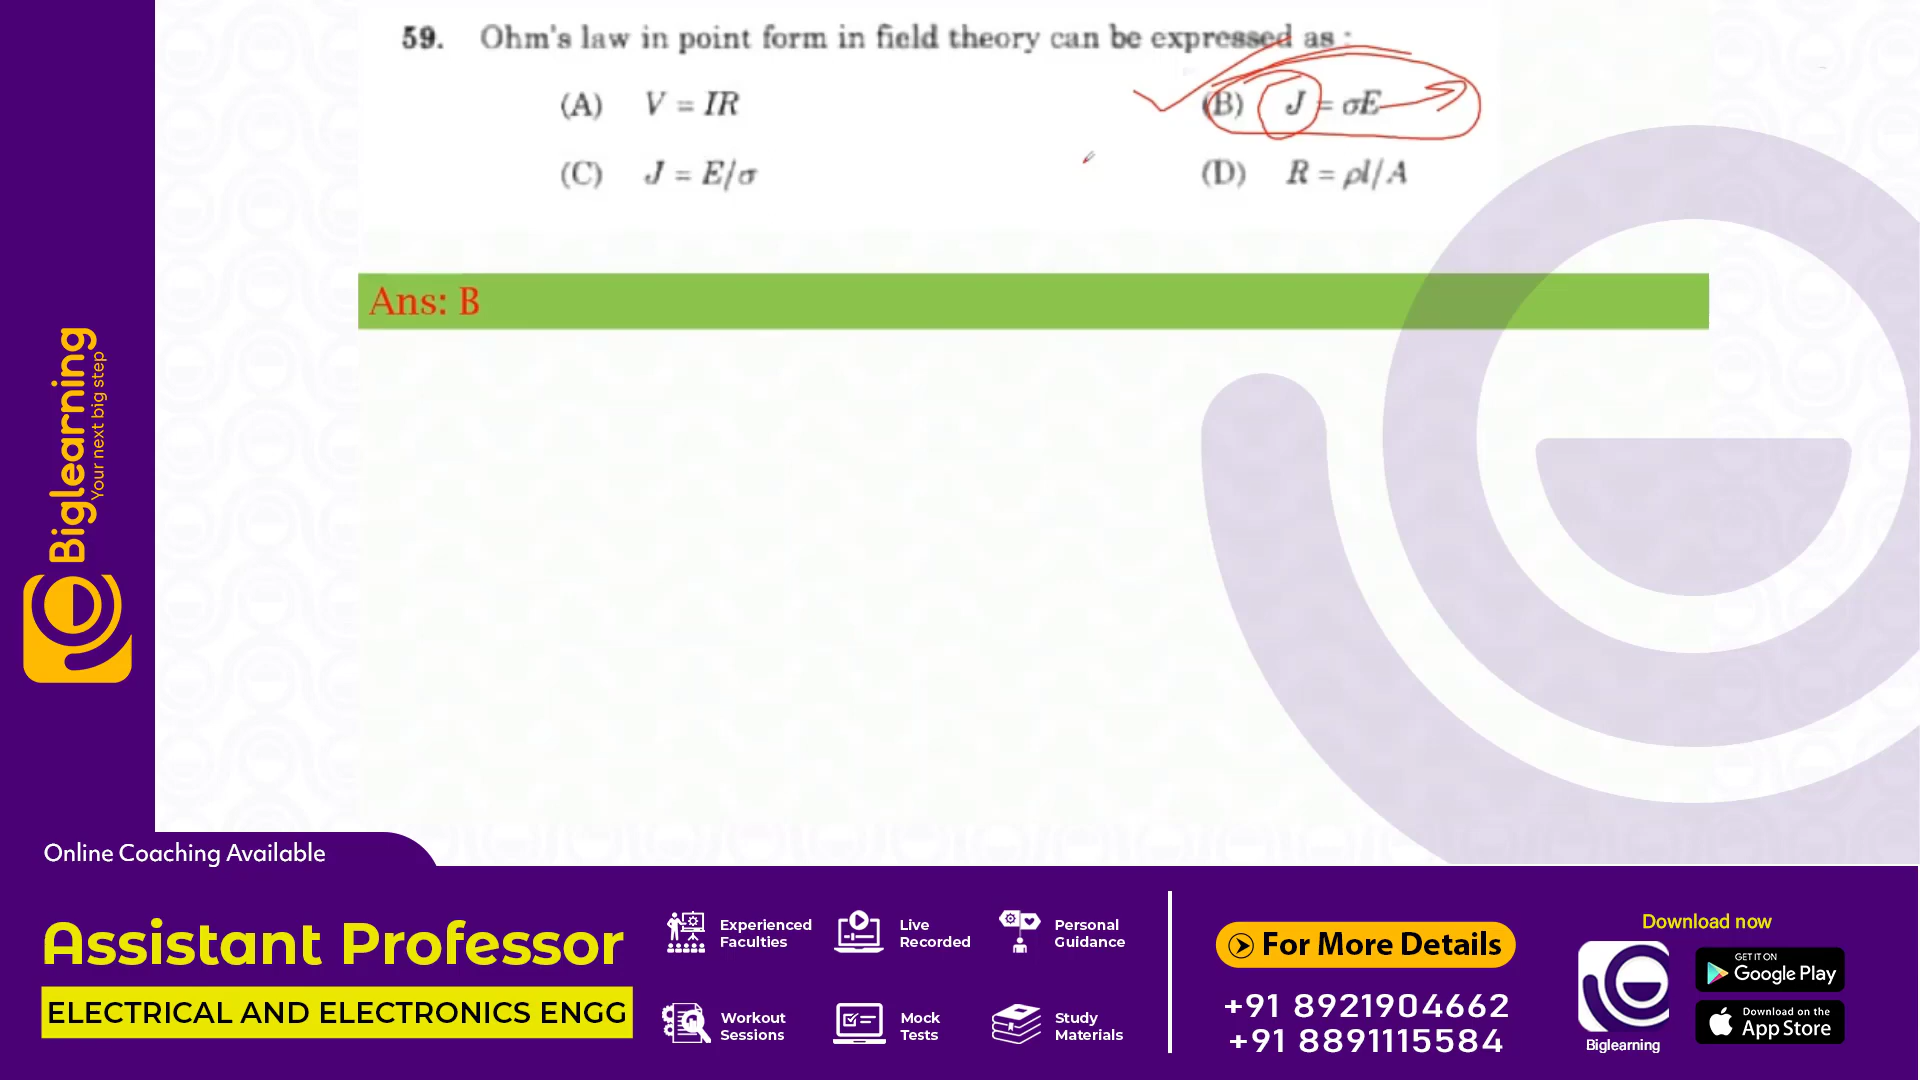 59. Ohm's law in point form in field theory can be expressed as :
(A) V = IR
(B) J = σE
(C) J = E/σ
(D) R = ρl/A
Ans: B
Biglearning
Your next big step
Online Coaching Available
Assistant Professor
ELECTRICAL AND ELECTRONICS ENGG
Experienced
Faculties
Live
Recorded
Personal
Guidance
Workout
Sessions
Mock
Tests
Study
Materials
For More Details
+91 8921904662
+91 8891115584
Download now
Biglearning
GET IT ON
Google Play
Download on the
App Store